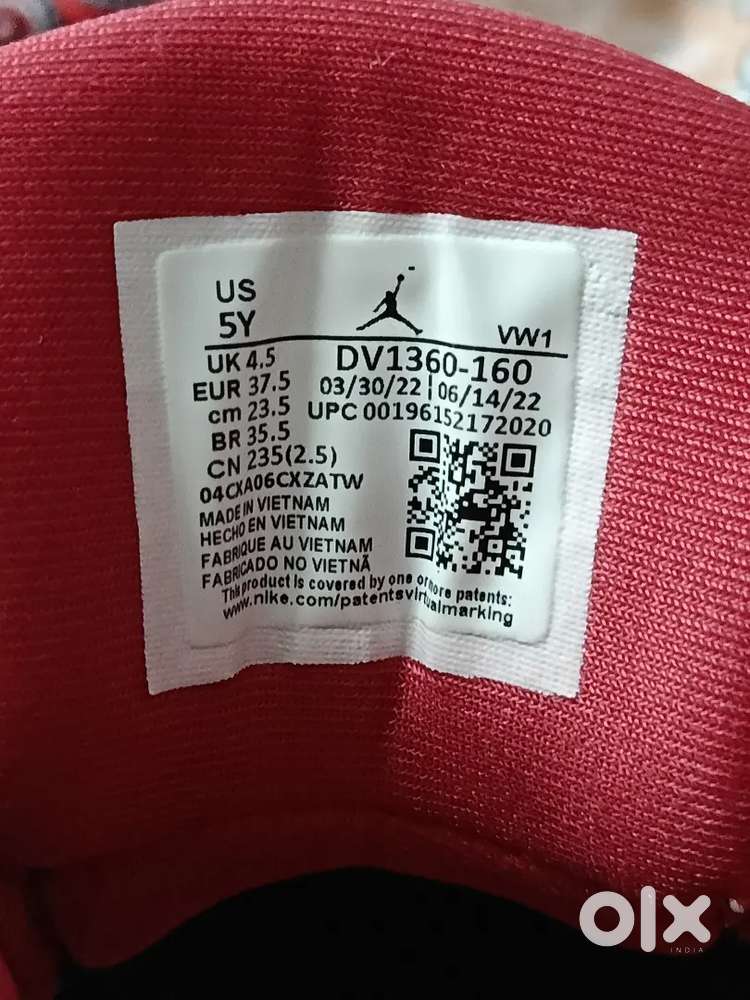 US
5Y
VW1
UK 4.5
DV1360-160
EUR 37.5
03/30/22 | 06/14/22
cm 23.5
UPC 00196152172020
BR 35.5
CN 235(2.5)
04CXA06CXZATW
MADE IN VIETNAM
HECHO EN VIETNAM
FABRIQUE AU VIETNAM
FABRICADO NO VIETNÃ
This product is covered by one or more patents:
www.nike.com/patentsvirtualmarking
olx
INDIA